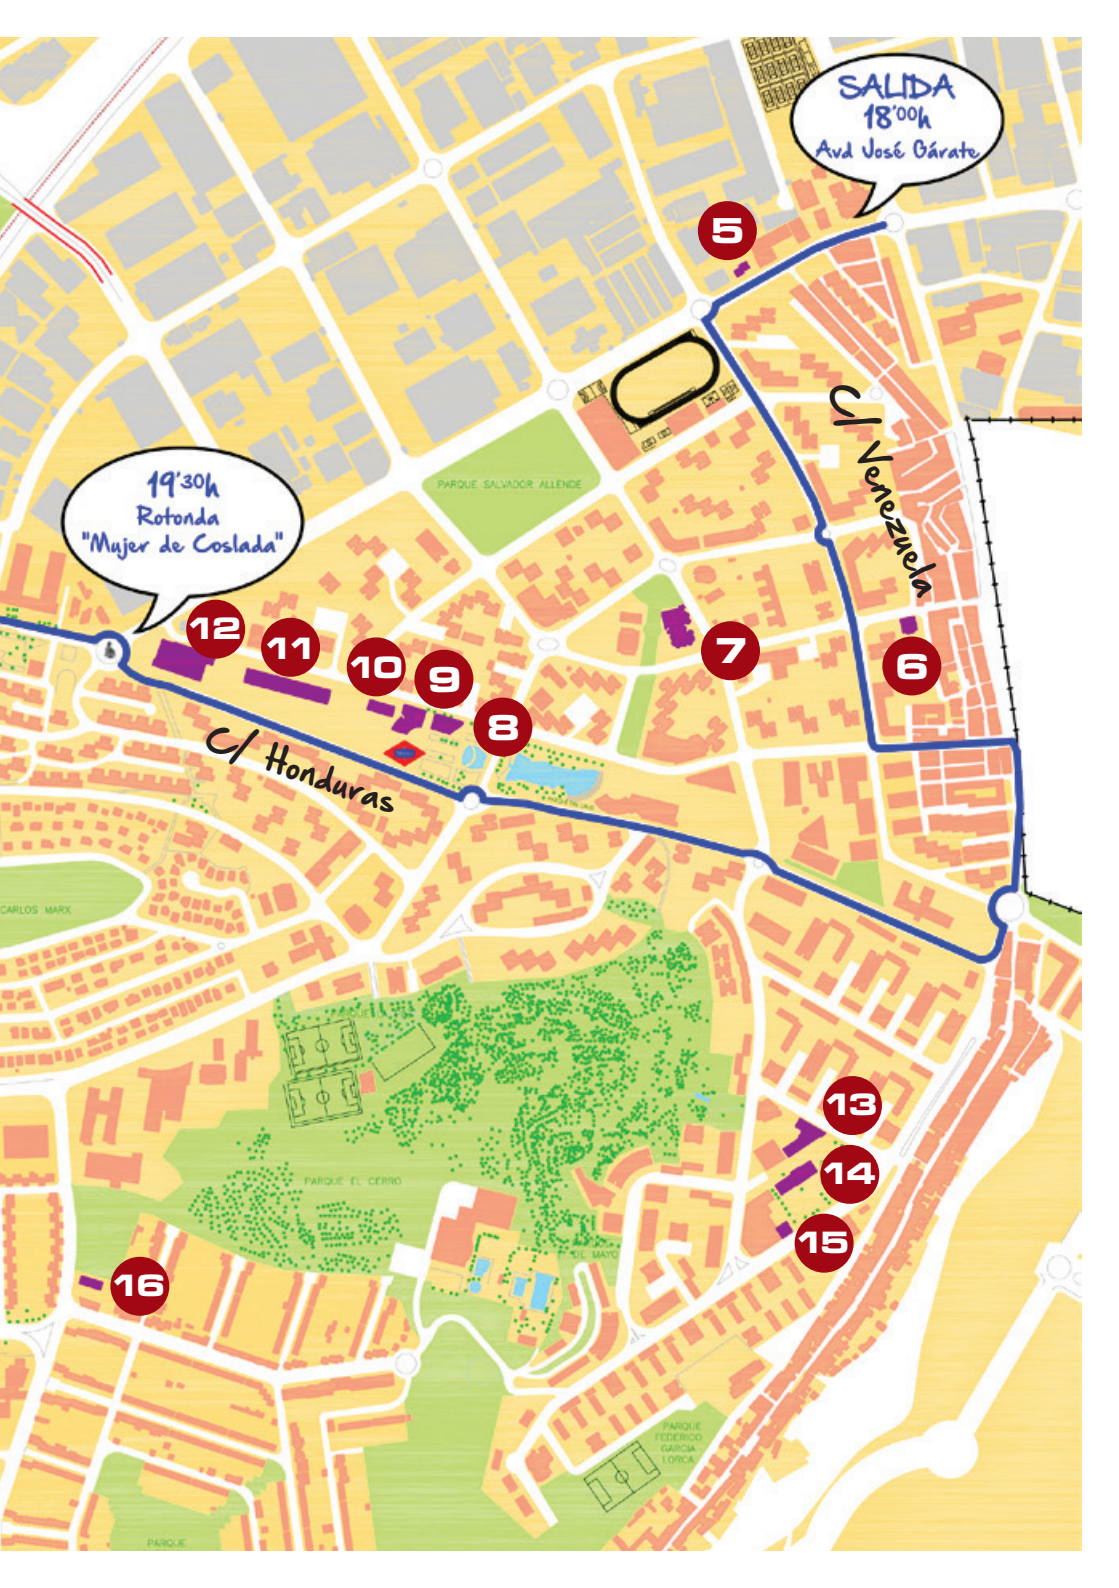 SALIDA
18'00h
Avd José Gárate
5
C/ Venezuela
PARQUE SALVADOR ALLENDE
19'30h
Rotonda
"Mujer de Coslada"
12
11
10
9
8
7
6
C/ Honduras
CARLOS MARX
13
14
15
16
PARQUE EL CERRO
DE MAYO
PARQUE
FEDERICO
GARCIA
LORCA
PARQUE